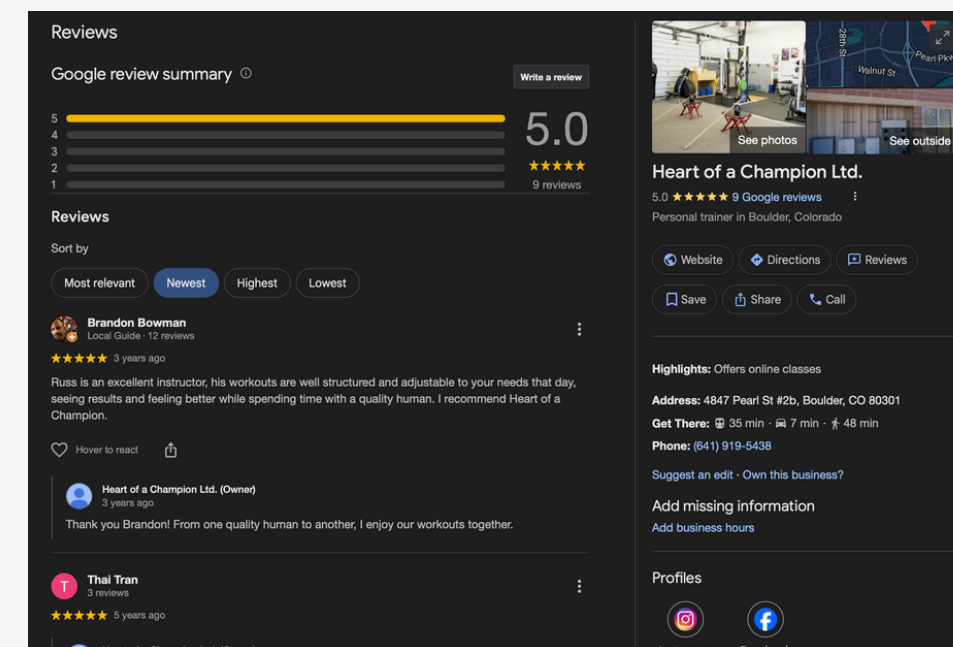 Reviews
Google review summary
Write a review
5
4
3
2
1
5.0
9 reviews
Reviews
Sort by
Most relevant
Newest
Highest
Lowest
Brandon Bowman
Local Guide · 12 reviews
3 years ago
Russ is an excellent instructor, his workouts are well structured and adjustable to your needs that day,
seeing results and feeling better while spending time with a quality human. I recommend Heart of a
Champion.
Hover to react
Heart of a Champion Ltd. (Owner)
3 years ago
Thank you Brandon! From one quality human to another, I enjoy our workouts together.
T
Thai Tran
3 reviews
5 years ago
28th St
Walnut St
Pearl Pkw
See photos
See outside
Heart of a Champion Ltd.
5.0 9 Google reviews
Personal trainer in Boulder, Colorado
Website
Directions
Reviews
Save
Share
Call
Highlights: Offers online classes
Address: 4847 Pearl St #2b, Boulder, CO 80301
Get There: 35 min · 7 min · 48 min
Phone: (641) 919-5438
Suggest an edit · Own this business?
Add missing information
Add business hours
Profiles